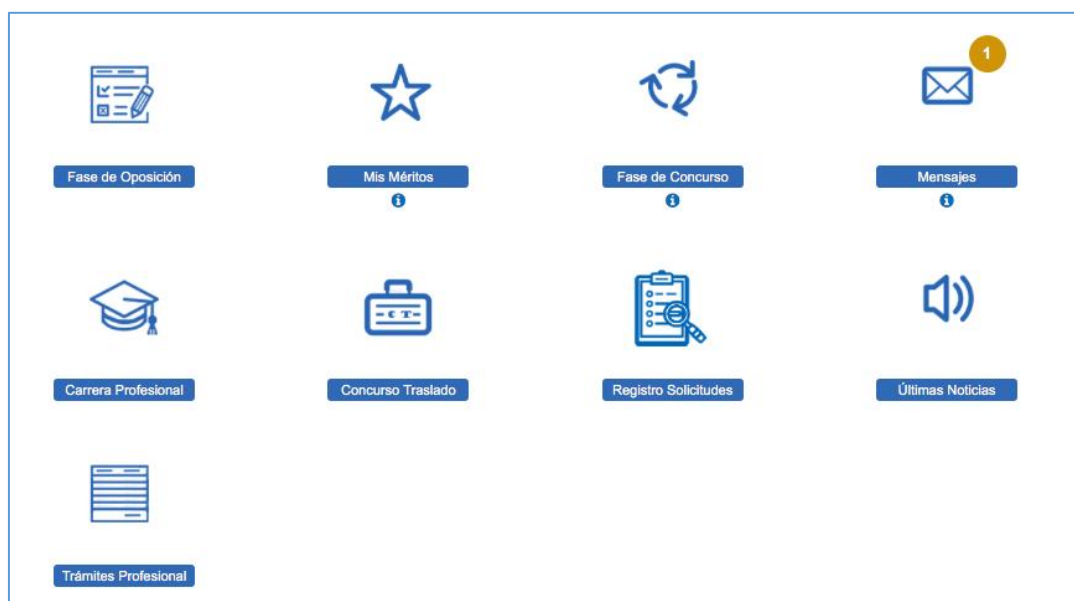 1
Fase de Oposición
Mis Méritos
Fase de Concurso
Mensajes
Carrera Profesional
Concurso Traslado
Registro Solicitudes
Últimas Noticias
Trámites Profesional